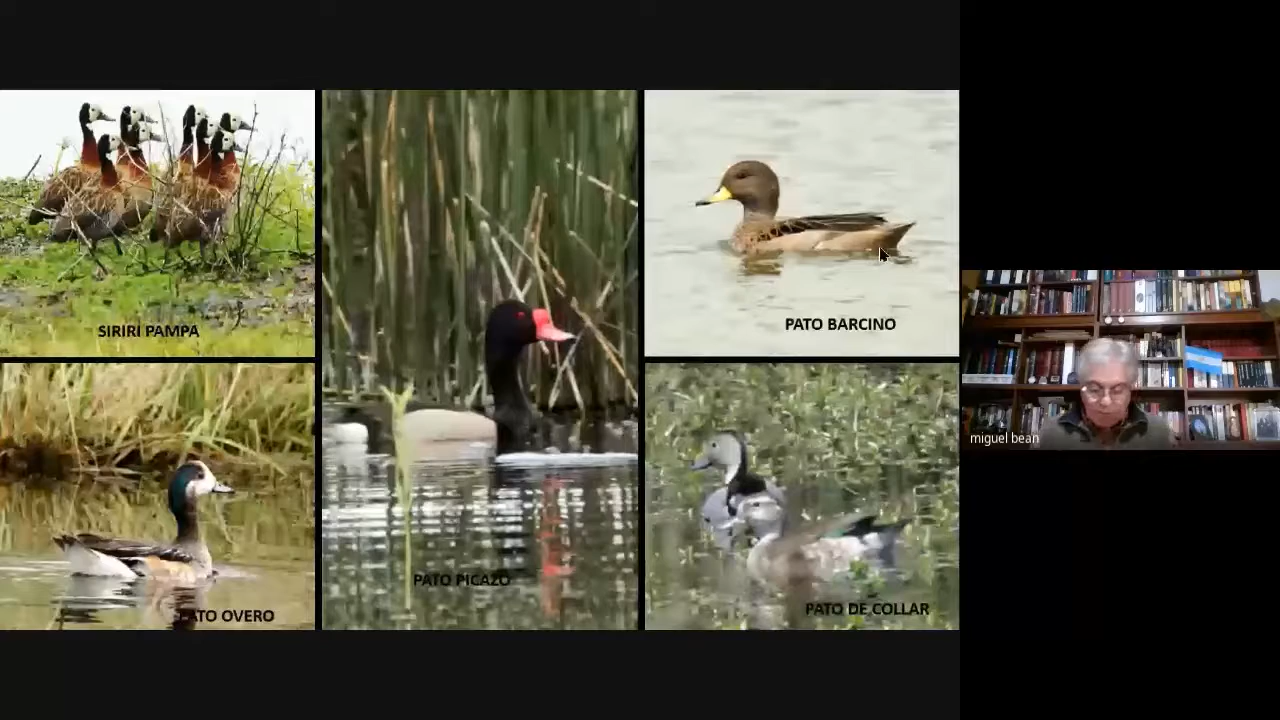 SIRIRI PAMPA
PATO BARCINO
PATO PICAZO
PATO OVERO
PATO DE COLLAR
miguel bean